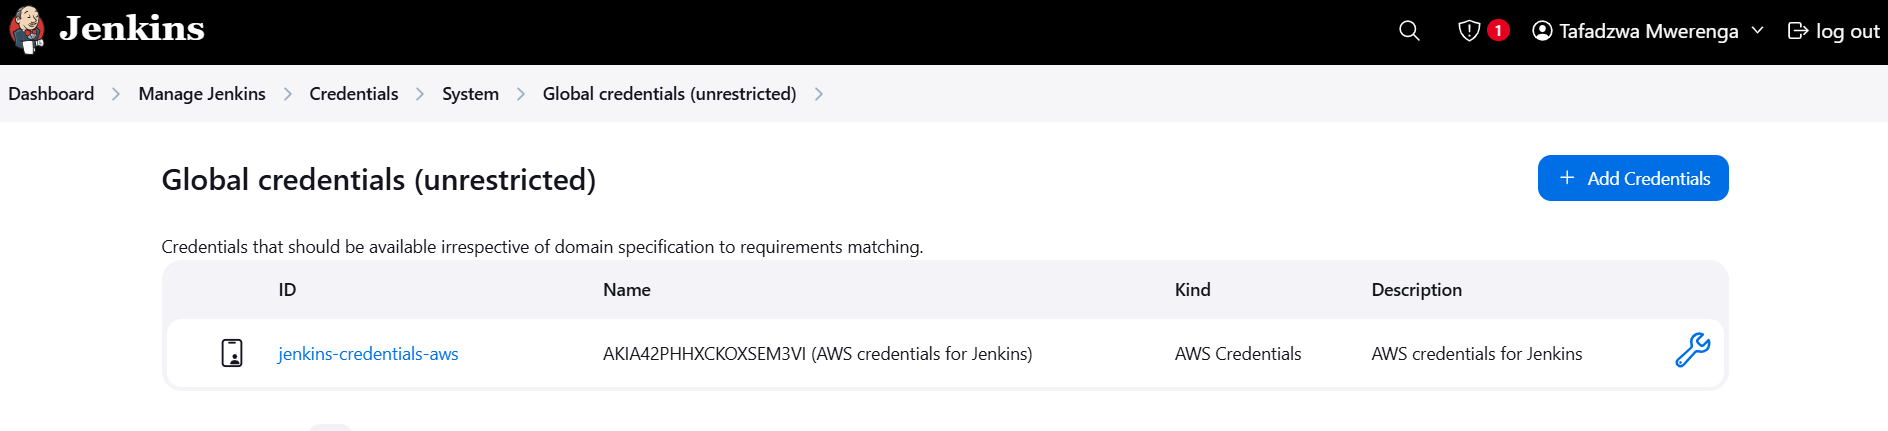 Jenkins
1
Tafadzwa Mwerenga
log out
Dashboard
Manage Jenkins
Credentials
System
Global credentials (unrestricted)
Global credentials (unrestricted)
+ Add Credentials
Credentials that should be available irrespective of domain specification to requirements matching.
ID Name Kind Description
jenkins-credentials-aws AKIA42PHHXCKOXSEM3VI (AWS credentials for Jenkins) AWS Credentials AWS credentials for Jenkins